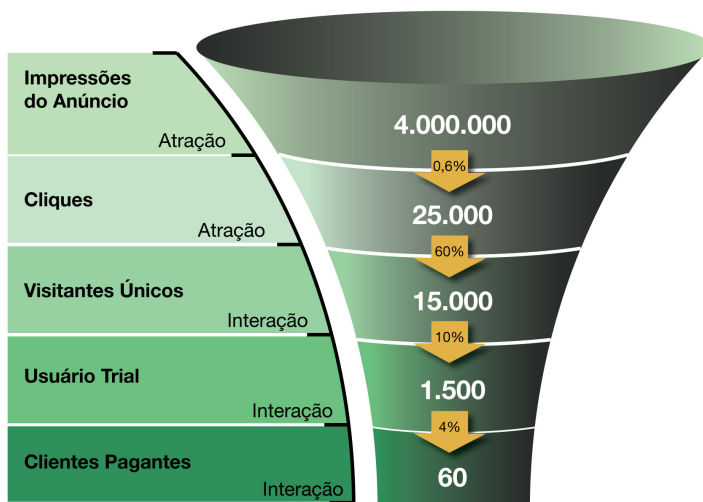 Impressões
do Anúncio
Atração
4.000.000
0,6%
Cliques
Atração
25.000
60%
Visitantes Únicos
Interação
15.000
10%
Usuário Trial
Interação
1.500
4%
Clientes Pagantes
Interação
60